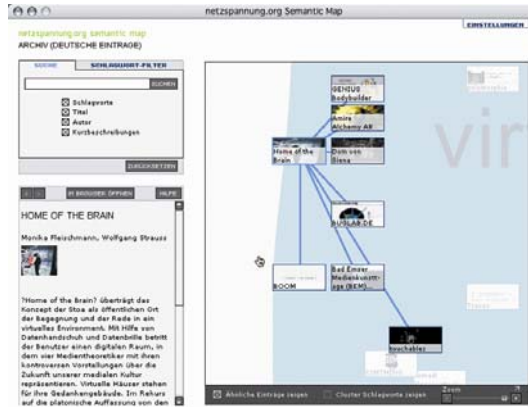 netzspannung.org Semantic Map
EINSTELLUNGEN
netzspannung.org semantic map
ARCHIV (DEUTSCHE EINTRÄGE)
SUCHE
SCHLAGWORT-FILTER
SUCHEN
Schlagworte
Titel
Autor
Kurzbeschreibungen
ZURÜCKSETZEN
IM BROWSER ÖFFNEN
HILFE
HOME OF THE BRAIN
Monika Fleischmann, Wolfgang Strauss
?Home of the Brain? überträgt das
Konzept der Stoa als öffentlichen Ort
der Begegnung und der Rede in ein
virtuelles Environment. Mit Hilfe von
Datenhandschuh und Datenbrille betritt
der Benutzer einen digitalen Raum, in
dem vier Medientheoretiker mit ihren
kontroversen Vorstellungen über die
Zukunft unserer medialen Kultur
repräsentieren. Virtuelle Häuser stehen
für ihre Gedankengebäude. Im Rekurs
auf die platonische Auffassung von den
GENIUS
Bodybuilder
Amira
Alchemy AR
Home of the
Brain
Dom von
Siena
vir
BUSLAB.DE
ROOM
Bad Emser
Medienkunstt-
age (BEM)...
touchables
Ähnliche Einträge zeigen
Cluster Schlagworte zeigen
Zoom